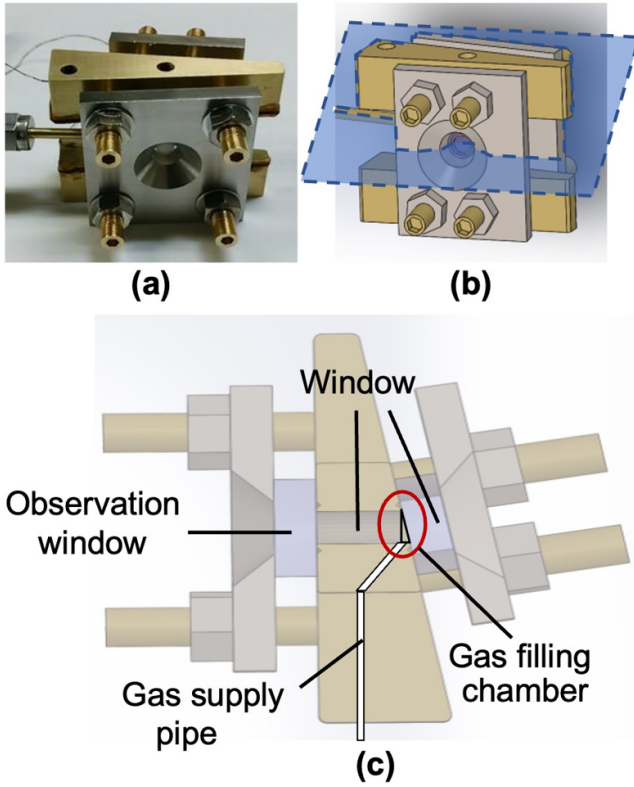 (a)
(b)
Window
Observation
window
Gas filling
chamber
Gas supply
pipe
(c)